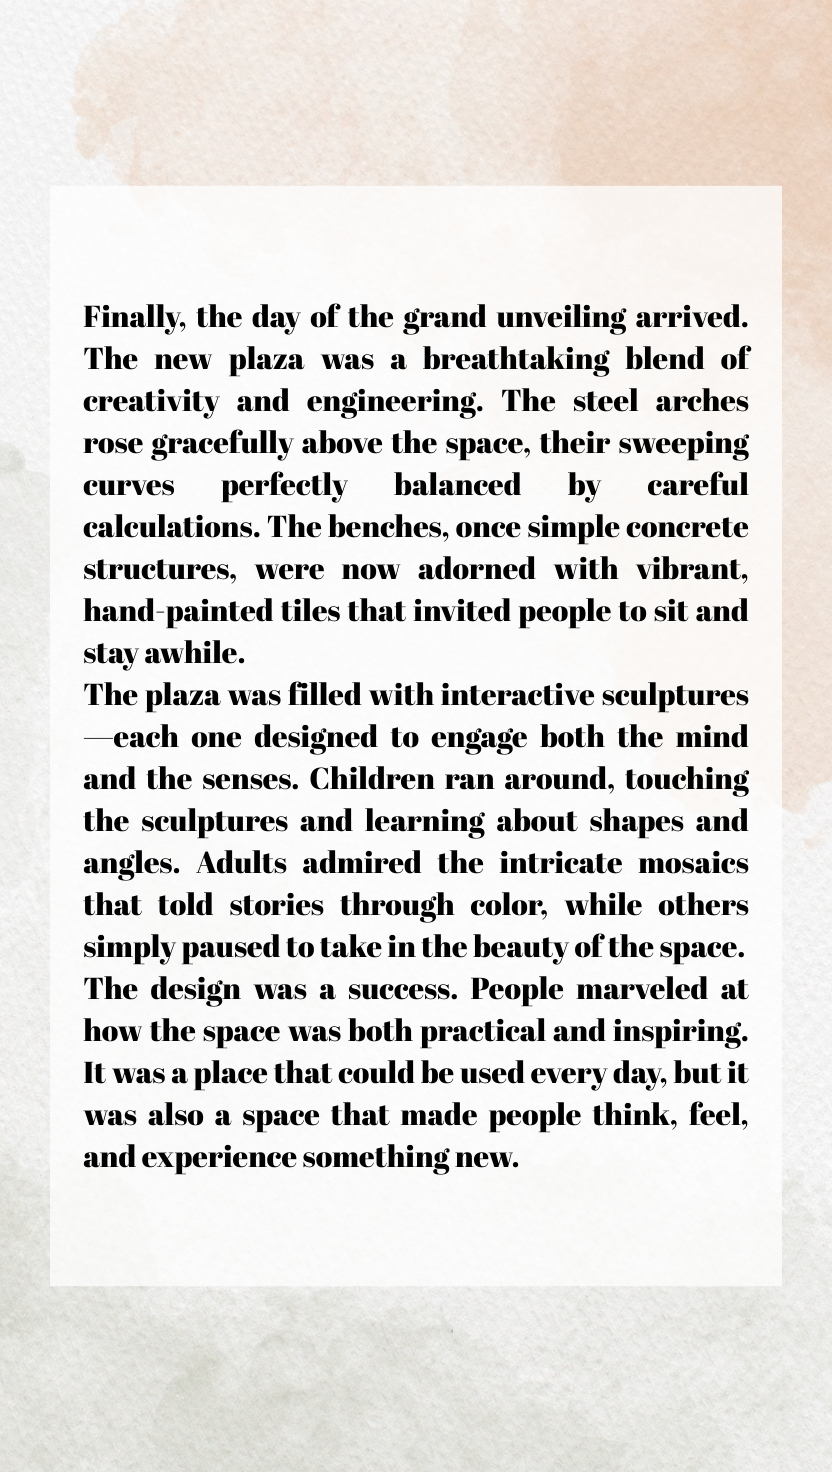 Finally, the day of the grand unveiling arrived.
The new plaza was a breathtaking blend of
creativity and engineering. The steel arches
rose gracefully above the space, their sweeping
curves perfectly balanced by careful
calculations. The benches, once simple concrete
structures, were now adorned with vibrant,
hand-painted tiles that invited people to sit and
stay awhile.
The plaza was filled with interactive sculptures
—each one designed to engage both the mind
and the senses. Children ran around, touching
the sculptures and learning about shapes and
angles. Adults admired the intricate mosaics
that told stories through color, while others
simply paused to take in the beauty of the space.
The design was a success. People marveled at
how the space was both practical and inspiring.
It was a place that could be used every day, but it
was also a space that made people think, feel,
and experience something new.